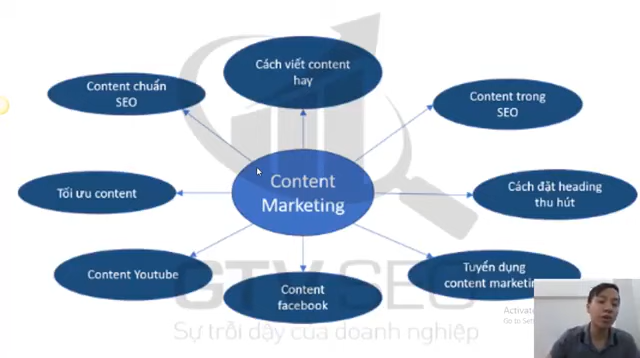 Cách viết content
hay
Content chuẩn
SEO
Content trong
SEO
Content
Marketing
Tối ưu content
Cách đặt heading
thu hút
Content Youtube
Content
facebook
Tuyển dụng
content marketing
GTV SEO
Sự trỗi dậy của doanh nghiệp